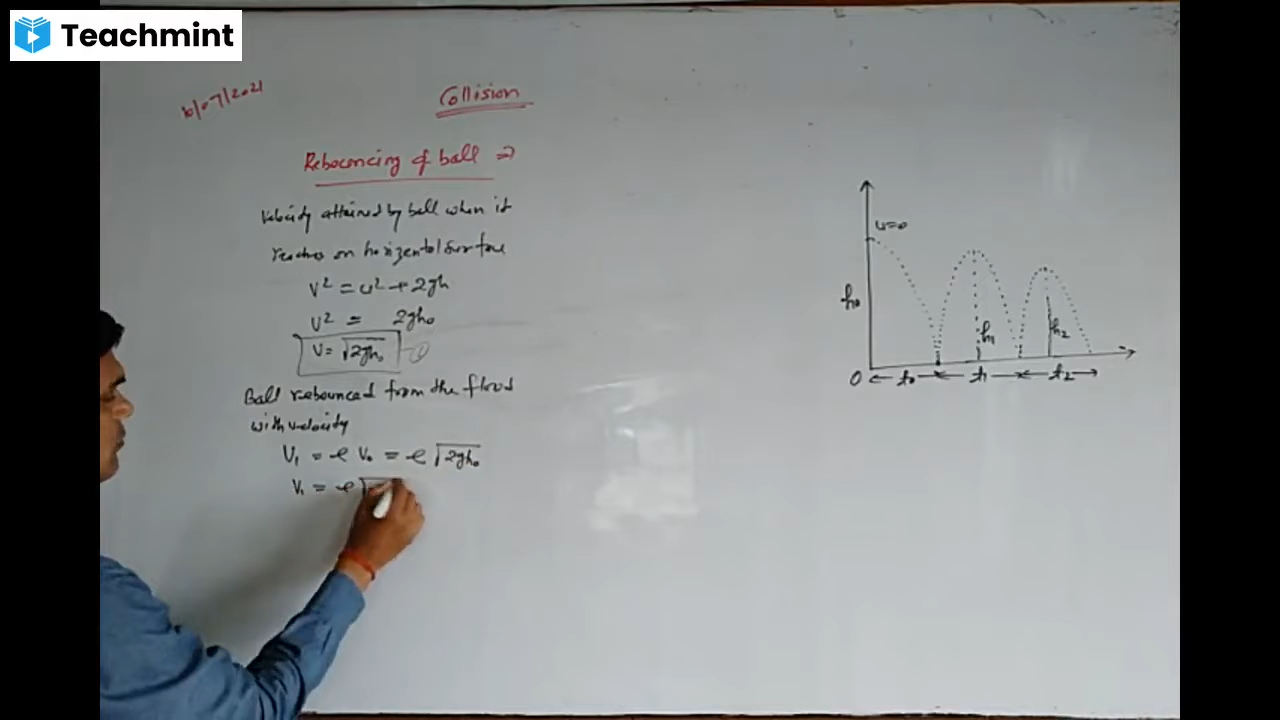 Teachmint
10/07/2021
Collision
Rebouncing of ball ⇒
Velocity attained by ball when it
reaches on horizontal surface
V² = u² + 2gh
V² = 2gh₀
V = √2gh₀ — ①
Ball rebounced from the floor
with velocity
V₁ = e V₀ = e √2gh₀
V₁ = e √
u=0
h₀
h₁
h₂
O
t₀
t₁
t₂